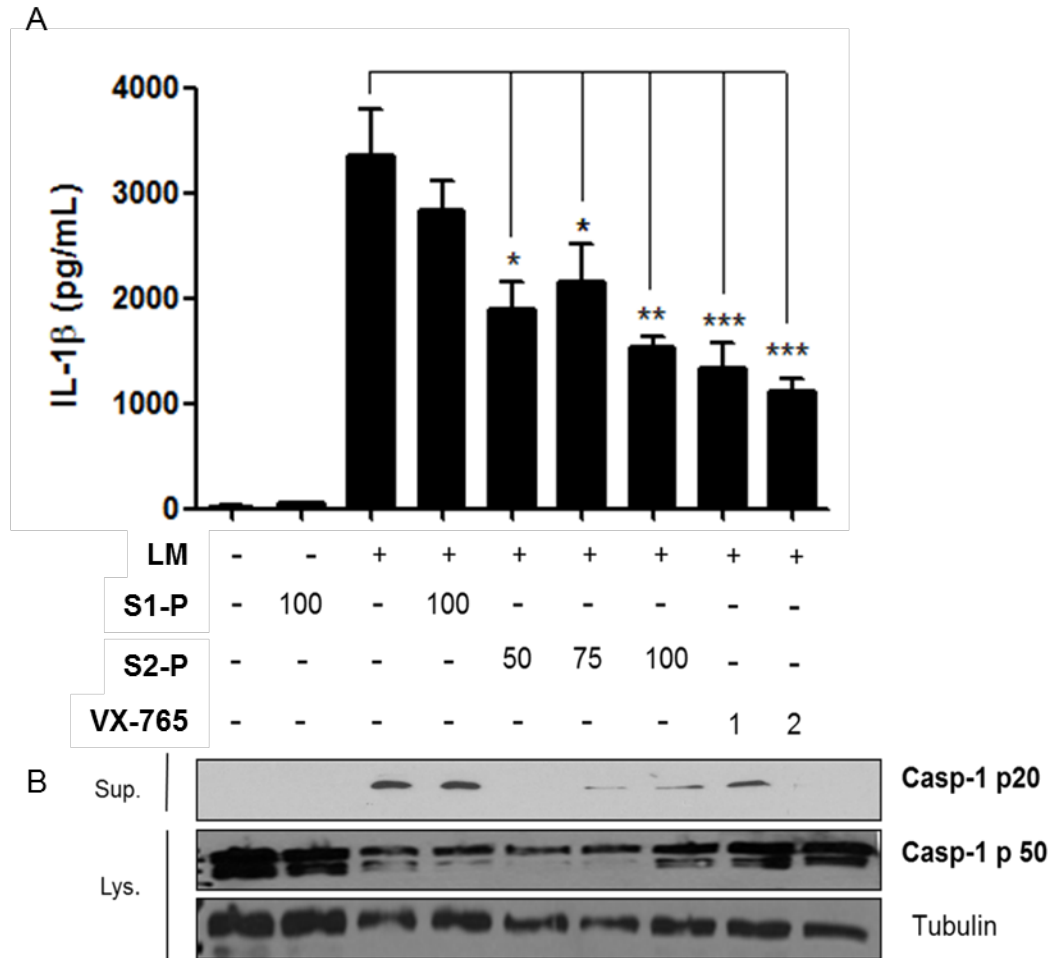 A
4000
3000
2000
1000
0
IL-1β (pg/mL)
* * ** *** ***
LM - - + + + + + + +
S1-P - 100 - 100 - - - - -
S2-P - - - - 50 75 100 - -
VX-765 - - - - - - - 1 2
B
Sup. Casp-1 p20
Lys. Casp-1 p 50
Tubulin